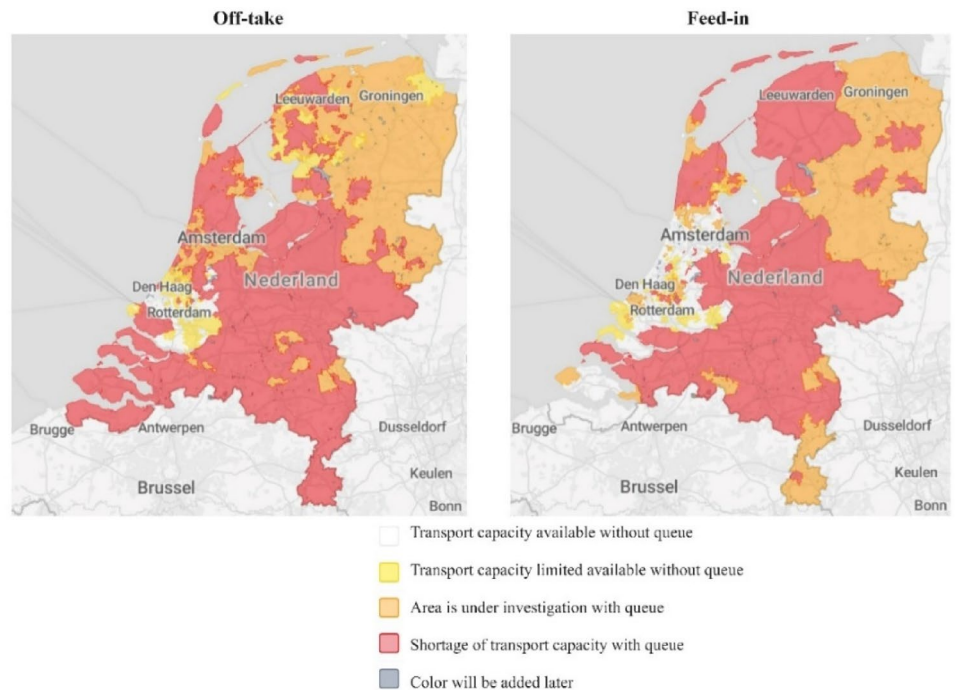 Off-take
Feed-in
Leeuwarden
Groningen
Amsterdam
Nederland
Den Haag
Rotterdam
Brugge
Antwerpen
Dusseldorf
Brussel
Keulen
Bonn
Leeuwarden
Groningen
Amsterdam
Nederland
Den Haag
Rotterdam
Brugge
Antwerpen
Dusseldorf
Brussel
Keulen
Bonn
Transport capacity available without queue
Transport capacity limited available without queue
Area is under investigation with queue
Shortage of transport capacity with queue
Color will be added later